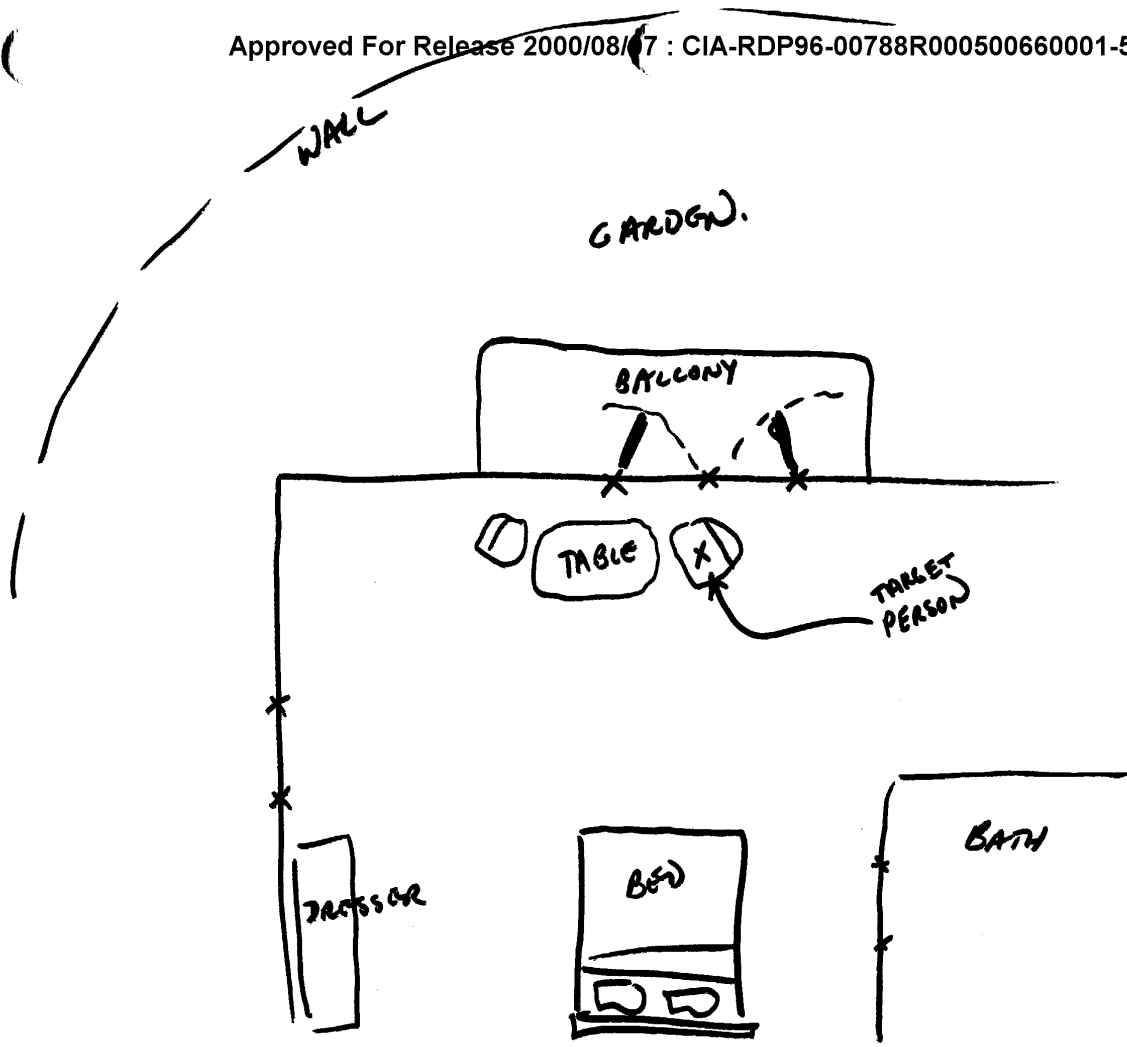 Approved For Release 2000/08/07 : CIA-RDP96-00788R000500660001-5
WALL
GARDEN.
BALCONY
TABLE
TARGET
PERSON
BATH
BED
DRESSER